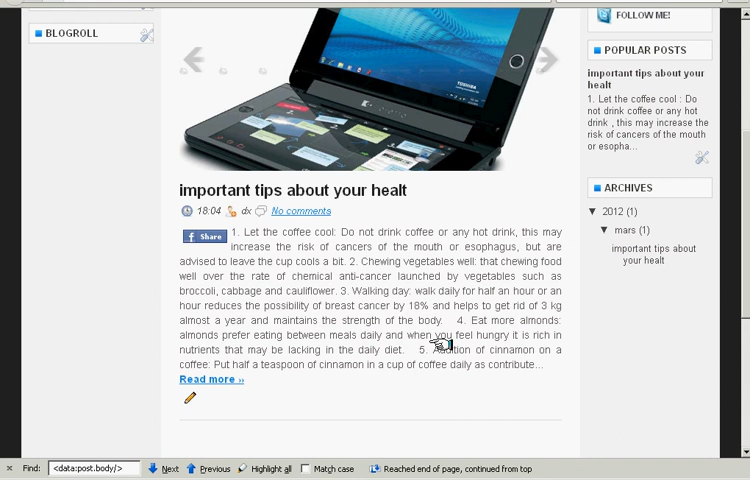 BLOGROLL
TOSHIBA
important tips about your healt
18:04 dx No comments
Share
1. Let the coffee cool: Do not drink coffee or any hot drink, this may
increase the risk of cancers of the mouth or esophagus, but are
advised to leave the cup cools a bit. 2. Chewing vegetables well: that chewing food
well over the rate of chemical anti-cancer launched by vegetables such as
broccoli, cabbage and cauliflower. 3. Walking day: walk daily for half an hour or an
hour reduces the possibility of breast cancer by 18% and helps to get rid of 3 kg
almost a year and maintains the strength of the body. 4. Eat more almonds:
almonds prefer eating between meals daily and when you feel hungry it is rich in
nutrients that may be lacking in the daily diet. 5. Addition of cinnamon on a
coffee: Put half a teaspoon of cinnamon in a cup of coffee daily as contribute...
Read more ››
FOLLOW ME!
POPULAR POSTS
important tips about your
healt
1. Let the coffee cool : Do
not drink coffee or any hot
drink , this may increase the
risk of cancers of the mouth
or esopha...
ARCHIVES
▼ 2012 (1)
▼ mars (1)
important tips about
your healt
Find: <data:post.body/> Next Previous Highlight all Match case Reached end of page, continued from top